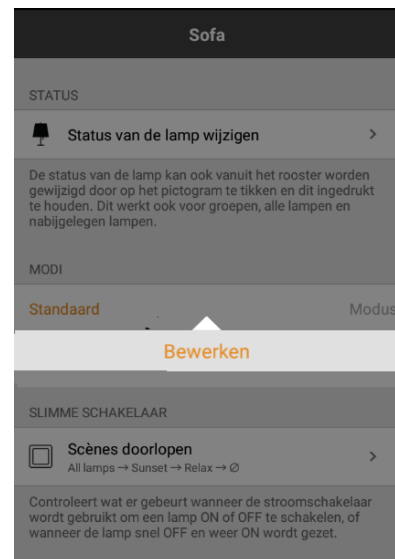 Sofa
STATUS
Status van de lamp wijzigen
De status van de lamp kan ook vanuit het rooster worden
gewijzigd door op het pictogram te tikken en dit ingedrukt
te houden. Dit werkt ook voor groepen, alle lampen en
nabijgelegen lampen.
MODI
Standaard Modus
Bewerken
SLIMME SCHAKELAAR
Scènes doorlopen
All lamps → Sunset → Relax → ∅
Controleert wat er gebeurt wanneer de stroomschakelaar
wordt gebruikt om een lamp ON of OFF te schakelen, of
wanneer de lamp snel OFF en weer ON wordt gezet.